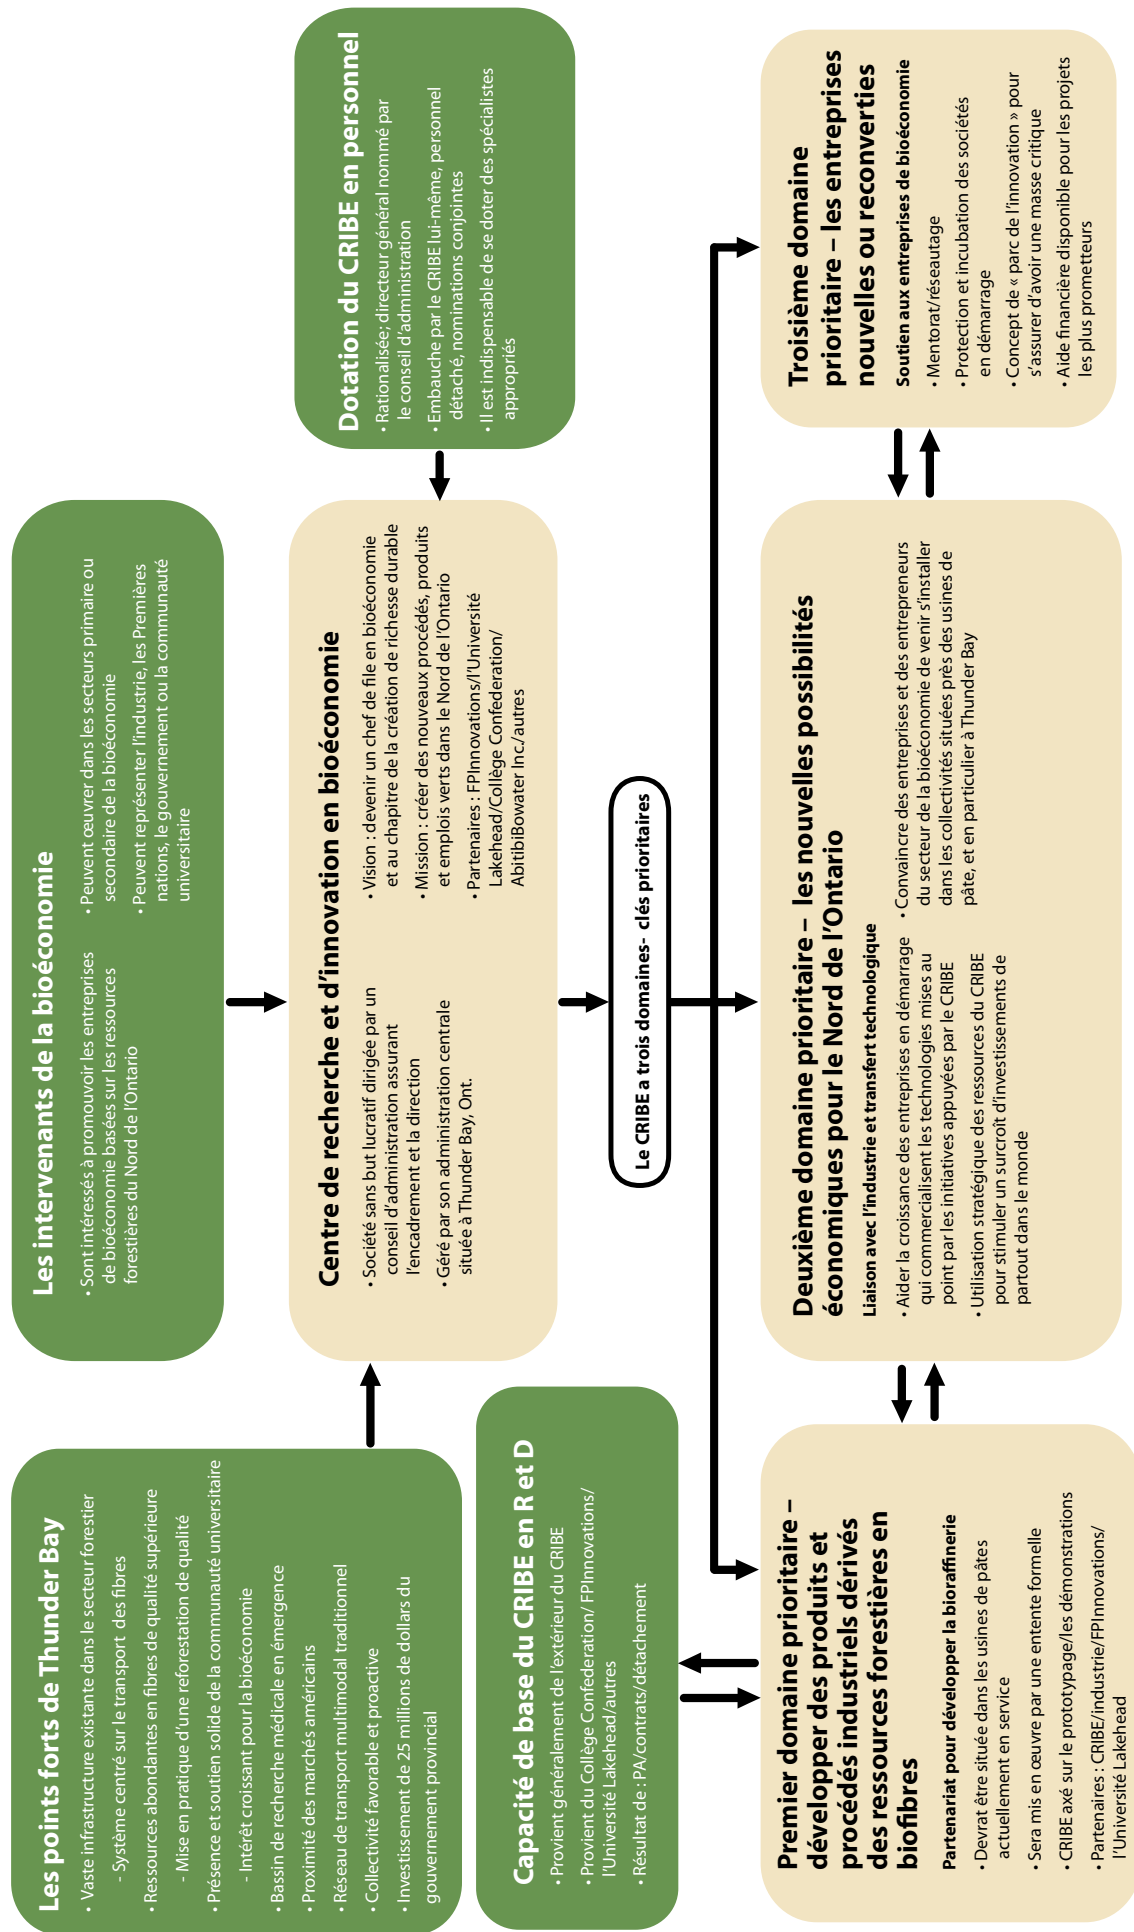 Les points forts de Thunder Bay
• Vaste infrastructure existante dans le secteur forestier
- Système centré sur le transport des fibres
• Ressources abondantes en fibres de qualité supérieure
- Mise en pratique d'une reforestation de qualité
• Présence et soutien solide de la communauté universitaire
- Intérêt croissant pour la bioéconomie
• Bassin de recherche médicale en émergence
• Proximité des marchés américains
• Réseau de transport multimodal traditionnel
• Collectivité favorable et proactive
• Investissement de 25 millions de dollars du
gouvernement provincial
Les intervenants de la bioéconomie
• Sont intéressés à promouvoir les entreprises
de bioéconomie basées sur les ressources
forestières du Nord de l'Ontario
• Peuvent œuvrer dans les secteurs primaire ou
secondaire de la bioéconomie
• Peuvent représenter l'industrie, les Premières
nations, le gouvernement ou la communauté
universitaire
Centre de recherche et d'innovation en bioéconomie
• Société sans but lucratif dirigée par un
conseil d'administration assurant
l'encadrement et la direction
• Géré par son administration centrale
située à Thunder Bay, Ont.
• Vision : devenir un chef de file en bioéconomie
et au chapitre de la création de richesse durable
• Mission : créer des nouveaux procédés, produits
et emplois verts dans le Nord de l'Ontario
• Partenaires : FPInnovations/l'Université
Lakehead/Collège Confederation/
AbitibiBowater Inc./autres
Dotation du CRIBE en personnel
• Rationalisée; directeur général nommé par
le conseil d'administration
• Embauche par le CRIBE lui-même, personnel
détaché, nominations conjointes
• Il est indispensable de se doter des spécialistes
appropriés
Capacité de base du CRIBE en R et D
• Provient généralement de l'extérieur du CRIBE
• Provient du Collège Confederation/ FPInnovations/
l'Université Lakehead/autres
• Résultat de : PA/contrats/détachement
Le CRIBE a trois domaines- clés prioritaires
Premier domaine prioritaire –
développer des produits et
procédés industriels dérivés
des ressources forestières en
biofibres
Partenariat pour développer la bioraffinerie
• Devrat être située dans les usines de pâtes
actuellement en service
• Sera mis en œuvre par une entente formelle
• CRIBE axé sur le prototypage/les démonstrations
• Partenaires : CRIBE/industrie/FPInnovations/
l'Université Lakehead
Deuxième domaine prioritaire – les nouvelles possibilités
économiques pour le Nord de l'Ontario
Liaison avec l'industrie et transfert technologique
• Aider la croissance des entreprises en démarrage
qui commercialisent les technologies mises au
point par les initiatives appuyées par le CRIBE
• Utilisation stratégique des ressources du CRIBE
pour stimuler un surcroît d'investissements de
partout dans le monde
• Convaincre des entreprises et des entrepreneurs
du secteur de la bioéconomie de venir s'installer
dans les collectivités situées près des usines de
pâte, et en particulier à Thunder Bay
Troisième domaine
prioritaire – les entreprises
nouvelles ou reconverties
Soutien aux entreprises de bioéconomie
• Mentorat/réseautage
• Protection et incubation des sociétés
en démarrage
• Concept de « parc de l'innovation » pour
s'assurer d'avoir une masse critique
• Aide financière disponible pour les projets
les plus prometteurs